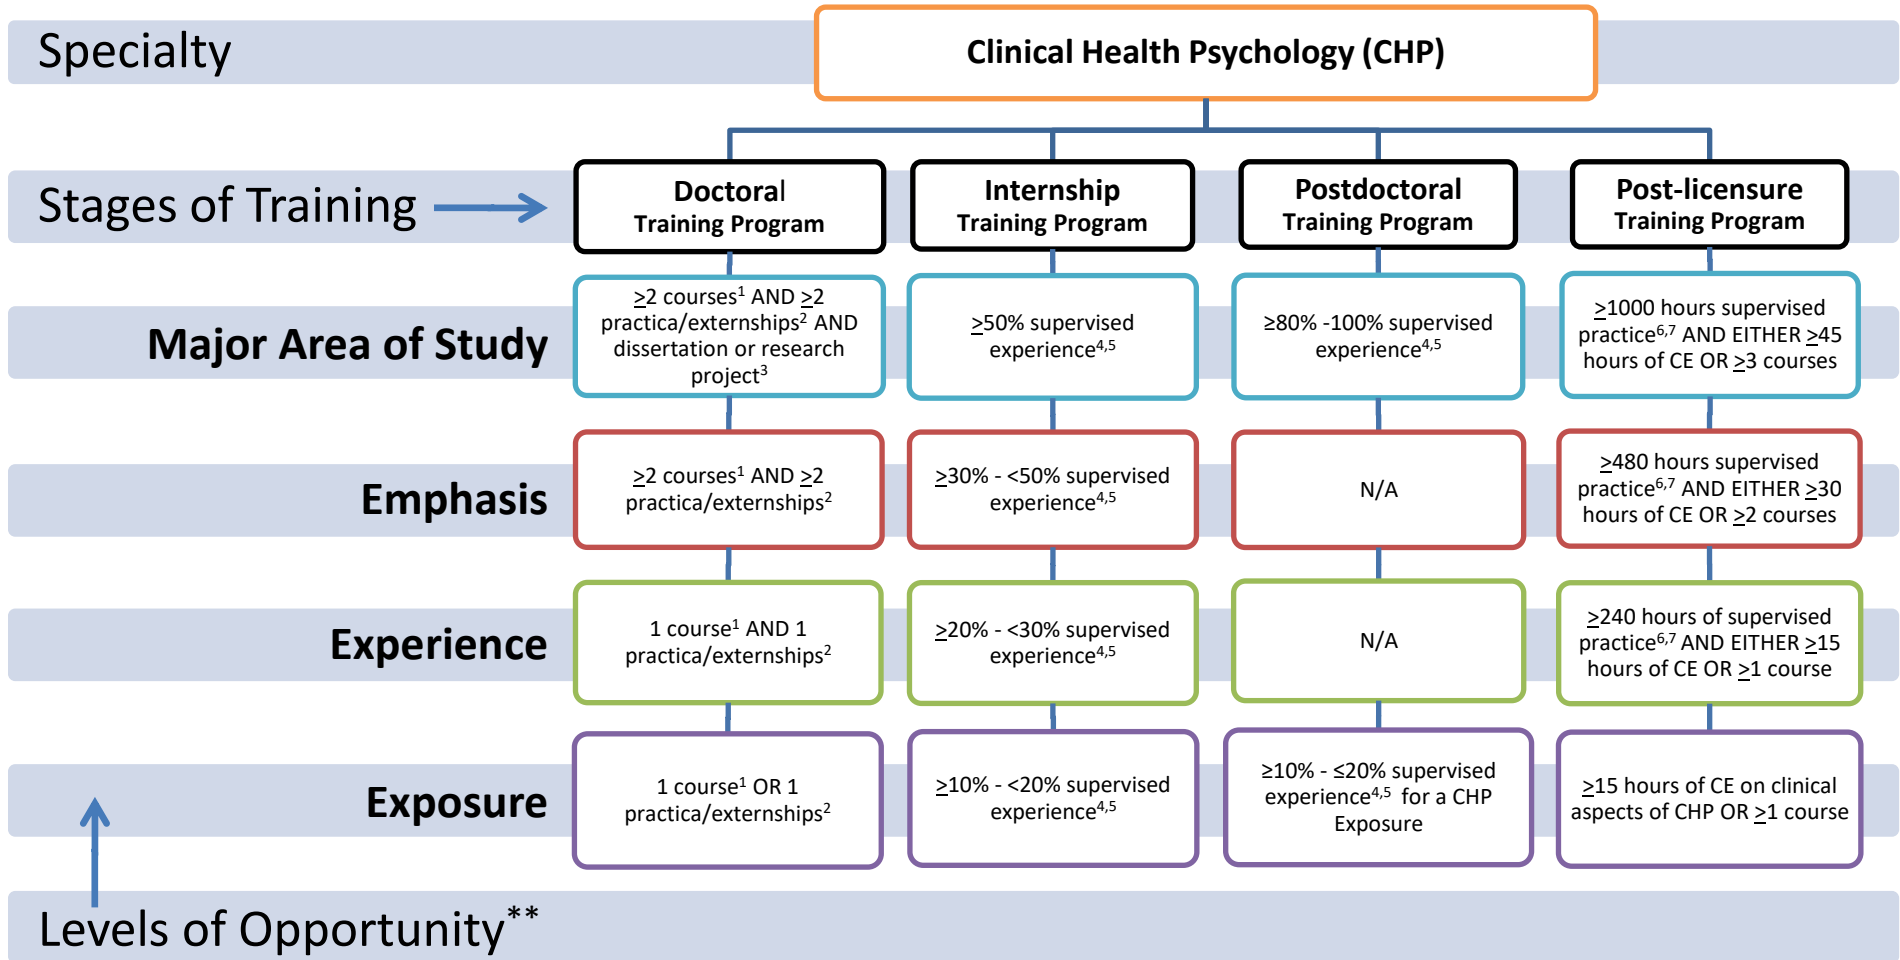 Specialty
Clinical Health Psychology (CHP)
Stages of Training
Doctoral
Training Program
Internship
Training Program
Postdoctoral
Training Program
Post-licensure
Training Program
Major Area of Study
≥2 courses¹ AND ≥2
practica/externships² AND
dissertation or research
project³
≥50% supervised
experience⁴,⁵
≥80% -100% supervised
experience⁴,⁵
≥1000 hours supervised
practice⁶,⁷ AND EITHER ≥45
hours of CE OR ≥3 courses
Emphasis
≥2 courses¹ AND ≥2
practica/externships²
≥30% - <50% supervised
experience⁴,⁵
N/A
≥480 hours supervised
practice⁶,⁷ AND EITHER ≥30
hours of CE OR ≥2 courses
Experience
1 course¹ AND 1
practica/externships²
≥20% - <30% supervised
experience⁴,⁵
N/A
≥240 hours of supervised
practice⁶,⁷ AND EITHER ≥15
hours of CE OR ≥1 course
Exposure
1 course¹ OR 1
practica/externships²
≥10% - <20% supervised
experience⁴,⁵
≥10% - ≤20% supervised
experience⁴,⁵ for a CHP
Exposure
≥15 hours of CE on clinical
aspects of CHP OR ≥1 course
Levels of Opportunity**